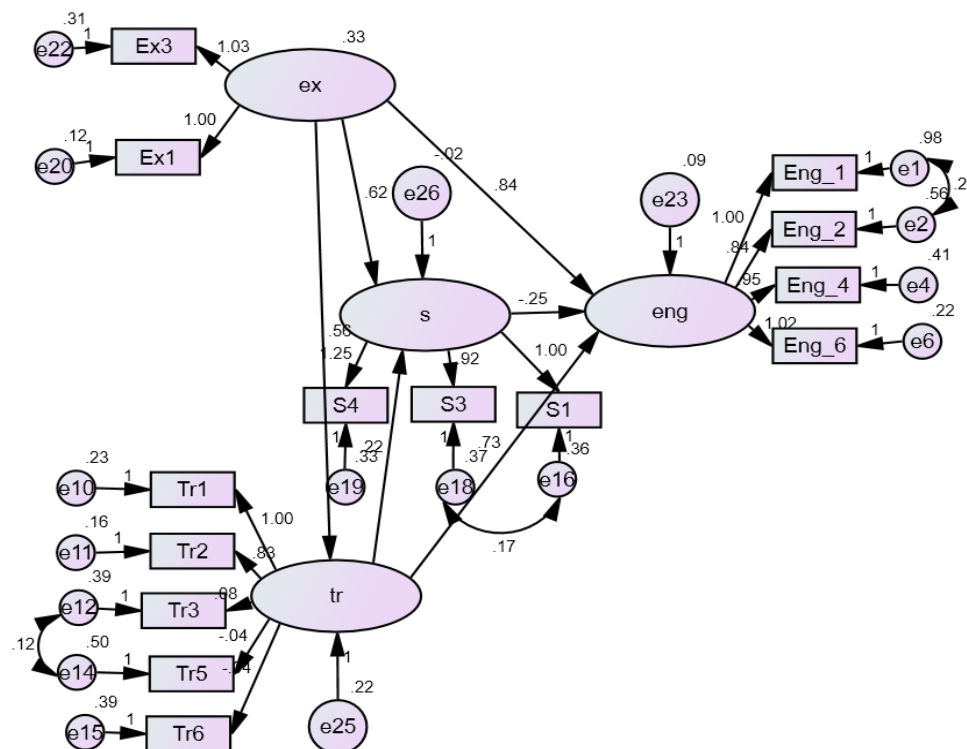 .31
1
e22
Ex3
1.03
.33
ex
.12
1
e20
Ex1
1.00
-.02
.84
.62
e26
1
.09
e23
1
.98
1
Eng_1
e1
.2
1.00
.56
1
Eng_2
e2
.84
.41
1
.95
Eng_4
e4
.22
1
1.02
Eng_6
e6
s
-.25
eng
.56
1.25
.92
1.00
S4
S3
S1
1
.33
.22
1
.37
.73
1
.36
e19
e18
e16
.17
.23
1
e10
Tr1
1.00
.16
1
e11
Tr2
.83
.39
1
e12
Tr3
.08
tr
.12
.50
1
e14
Tr5
-.04
-.04
.39
1
e15
Tr6
1
.22
e25